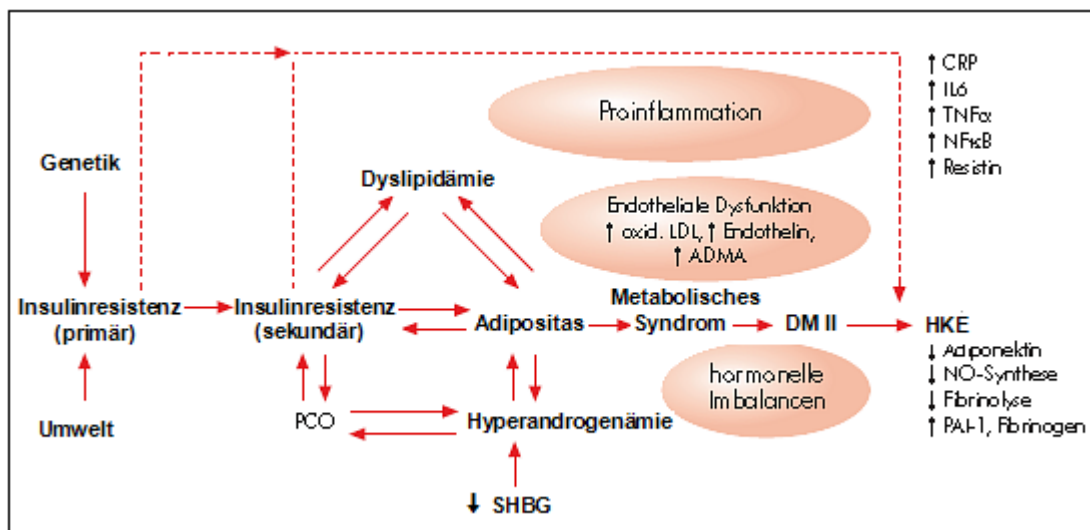 Proinflammation
↑ CRP
↑ IL6
↑ TNFα
↑ NFκB
↑ Resistin
Genetik
Dyslipidämie
Endotheliale Dysfunktion
↑ oxid. LDL, ↑ Endothelin,
↑ ADMA
Insulinresistenz
(primär)
Insulinresistenz
(sekundär)
Adipositas
Metabolisches
Syndrom
DM II
HKE
↓ Adiponektin
↓ NO-Synthese
↓ Fibrinolyse
↑ PAI-1, Fibrinogen
hormonelle
Imbalancen
Umwelt
PCO
Hyperandrogenämie
↓ SHBG